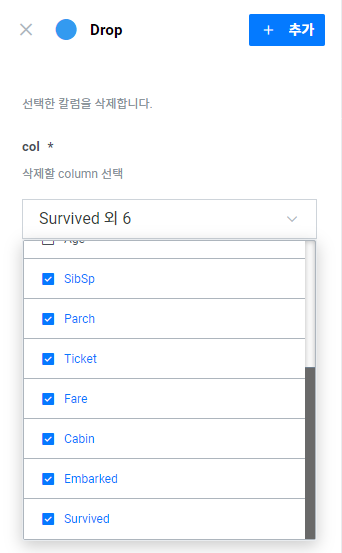 Drop
+ 추가
선택한 칼럼을 삭제합니다.
col *
삭제할 column 선택
Survived 외 6
Age
SibSp
Parch
Ticket
Fare
Cabin
Embarked
Survived